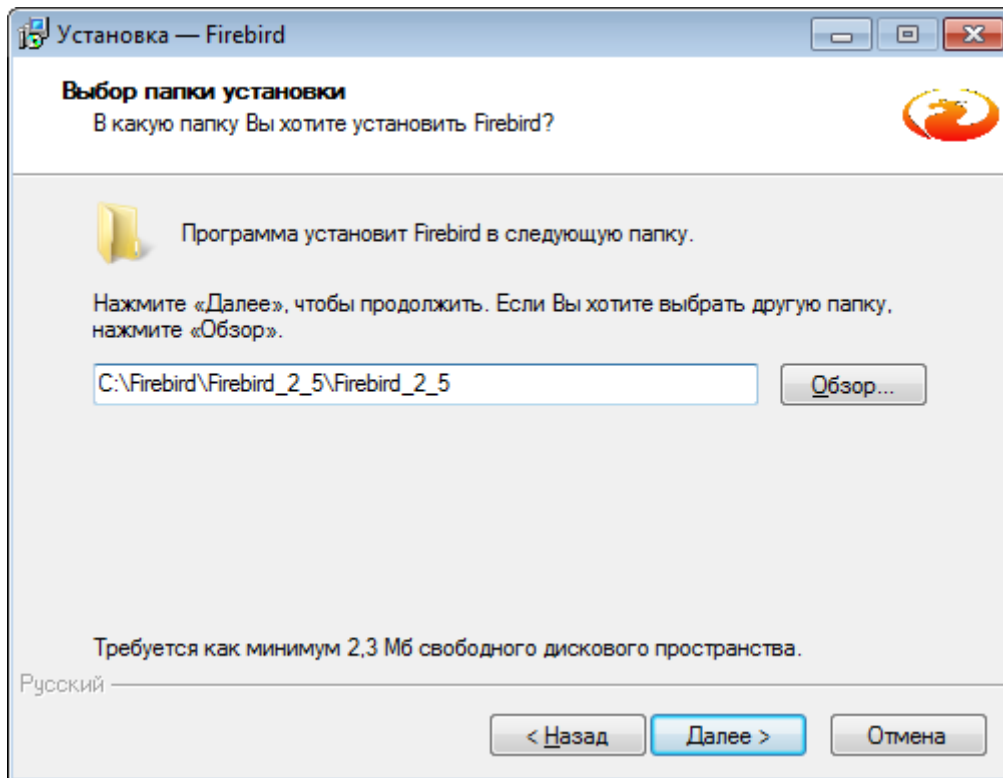 Установка — Firebird
Выбор папки установки
В какую папку Вы хотите установить Firebird?
Программа установит Firebird в следующую папку.
Нажмите «Далее», чтобы продолжить. Если Вы хотите выбрать другую папку,
нажмите «Обзор».
C:\Firebird\Firebird_2_5\Firebird_2_5
Обзор...
Требуется как минимум 2,3 Мб свободного дискового пространства.
Русский
< Назад
Далее >
Отмена